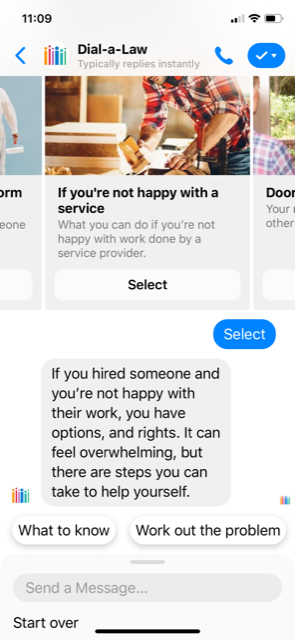 11:09
Dial-a-Law
Typically replies instantly
orm
If you're not happy with a
service
Door
eone
What you can do if you're not
happy with work done by a
service provider.
Your
other
Select
Select
If you hired someone and
you're not happy with
their work, you have
options, and rights. It can
feel overwhelming, but
there are steps you can
take to help yourself.
What to know
Work out the problem
Send a Message...
Start over